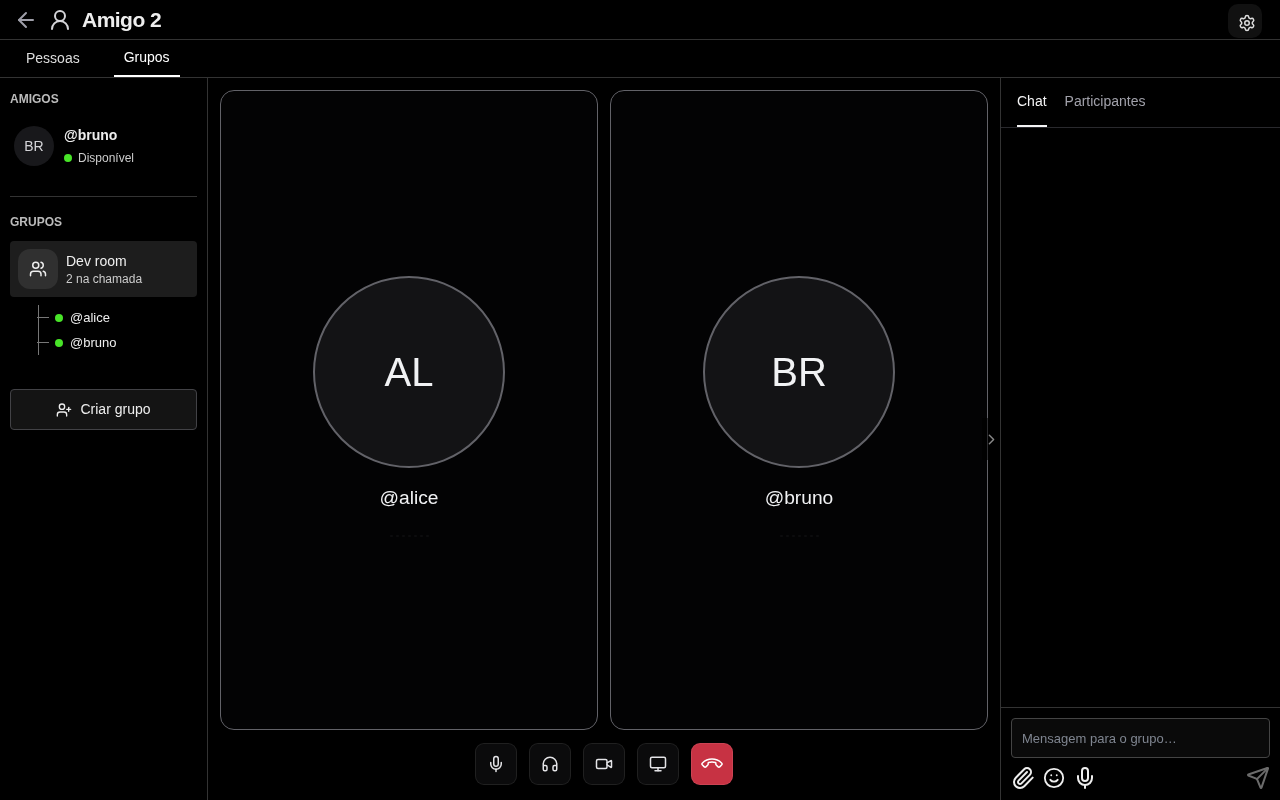 Amigo 2
Pessoas
Grupos
AMIGOS
BR
@bruno
Disponível
GRUPOS
Dev room
2 na chamada
@alice
@bruno
Criar grupo
AL
@alice
BR
@bruno
Chat
Participantes
Mensagem para o grupo…